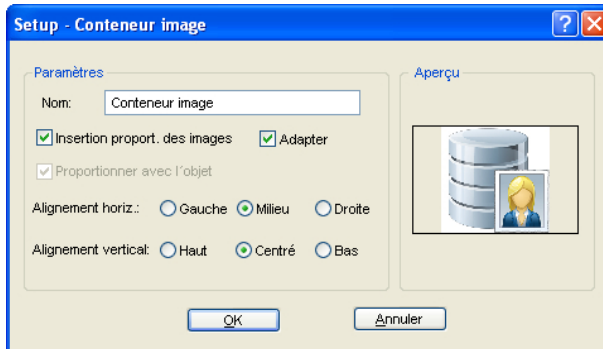 Setup - Conteneur image
Paramètres
Nom: Conteneur image
Insertion proport. des images Adapter
Proportionner avec l'objet
Alignement horiz.: Gauche Milieu Droite
Alignement vertical: Haut Centré Bas
Aperçu
OK Annuler